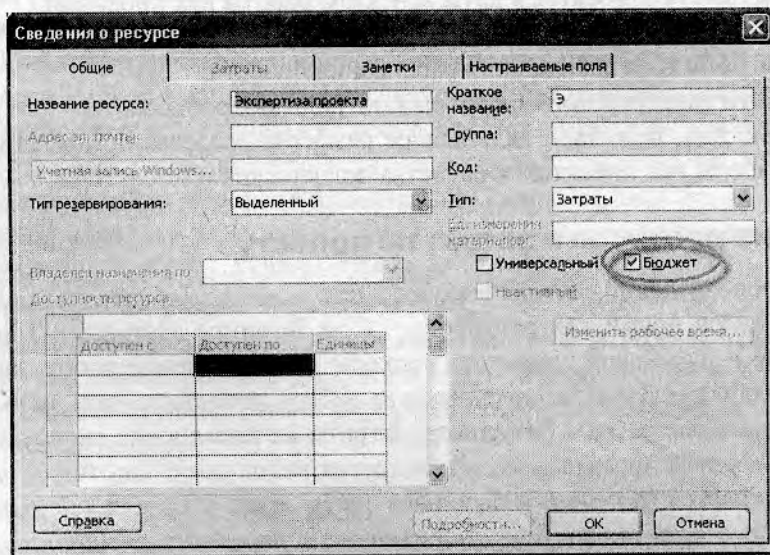 Сведения о ресурсе
Общие Затраты Заметки Настраиваемые поля
Название ресурса: Экспертиза проекта Краткое название: Э
Адрес эл. почты: Группа:
Учетная запись Windows... Код:
Тип резервирования: Выделенный Тип: Затраты
Ед. измерения материалов:
Владелец назначения по Универсальный Бюджет
Доступность ресурса Неактивный
Изменить рабочее время...
Доступен с Доступен по Единицы
Справка Подробности... ОК Отмена